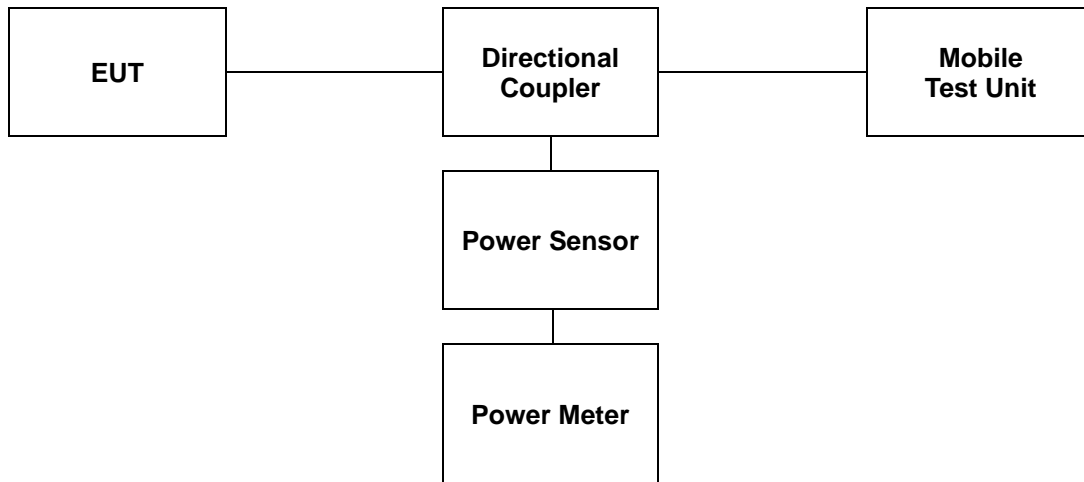 EUT
Directional
Coupler
Mobile
Test Unit
Power Sensor
Power Meter